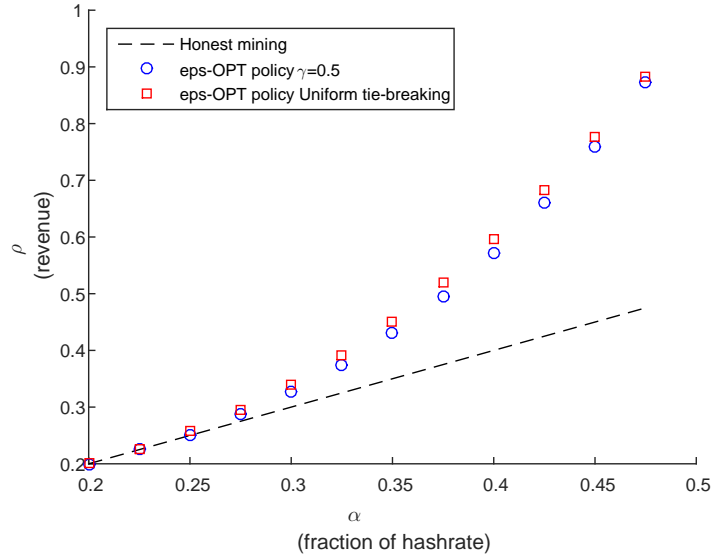 1
0.9
0.8
0.7
0.6
0.5
0.4
0.3
0.2
ρ
(revenue)
Honest mining
eps-OPT policy γ=0.5
eps-OPT policy Uniform tie-breaking
0.2 0.25 0.3 0.35 0.4 0.45 0.5
α
(fraction of hashrate)